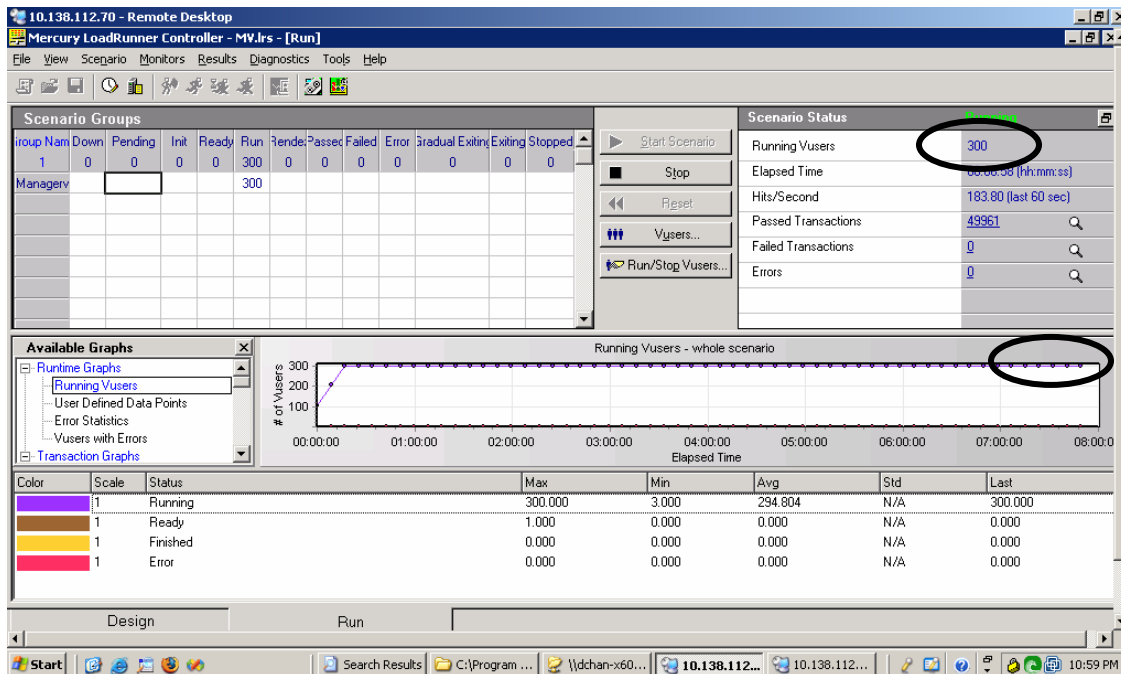 10.138.112.70 - Remote Desktop
Mercury LoadRunner Controller - MV.lrs - [Run]
File View Scenario Monitors Results Diagnostics Tools Help
Scenario Groups
Down Pending Init Ready Run Failed Error Exiting Stopped
1 0 0 0 0 300 0 0 0 0 0 0 0
Managerv 300
Start Scenario
Stop
Reset
Vusers...
Run/Stop Vusers...
Scenario Status
Running Vusers 300
Elapsed Time (hh:mm:ss)
Hits/Second 183.80 (last 60 sec)
Passed Transactions 49961
Failed Transactions 0
Errors 0
Available Graphs
Runtime Graphs
Running Vusers
User Defined Data Points
Error Statistics
Vusers with Errors
Transaction Graphs
Running Vusers - whole scenario
# of Vusers
300
200
100
00:00:00 01:00:00 02:00:00 03:00:00 04:00:00 05:00:00 06:00:00 07:00:00 08:00:0
Elapsed Time
Color Scale Status Max Min Avg Std Last
1 Running 300.000 3.000 294.804 N/A 300.000
1 Ready 1.000 0.000 0.000 N/A 0.000
1 Finished 0.000 0.000 0.000 N/A 0.000
1 Error 0.000 0.000 0.000 N/A 0.000
Design Run
Start Search Results C:\Program ... \\dchan-x60... 10.138.112... 10.138.112... 10:59 PM